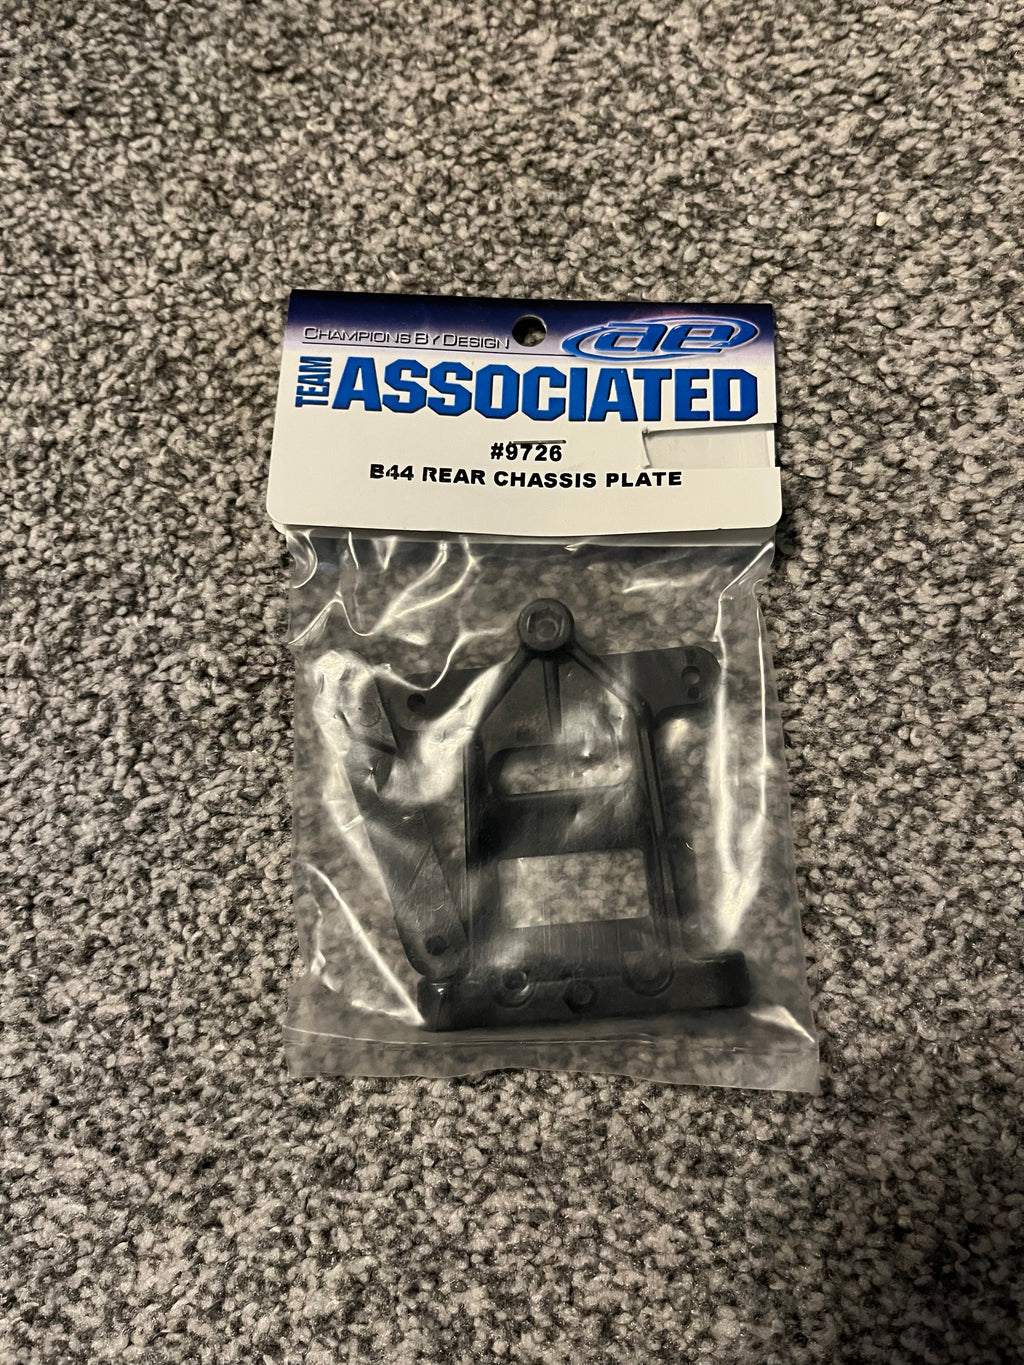 CHAMPIONS BY DESIGN
ae
TEAM ASSOCIATED
#9726
B44 REAR CHASSIS PLATE